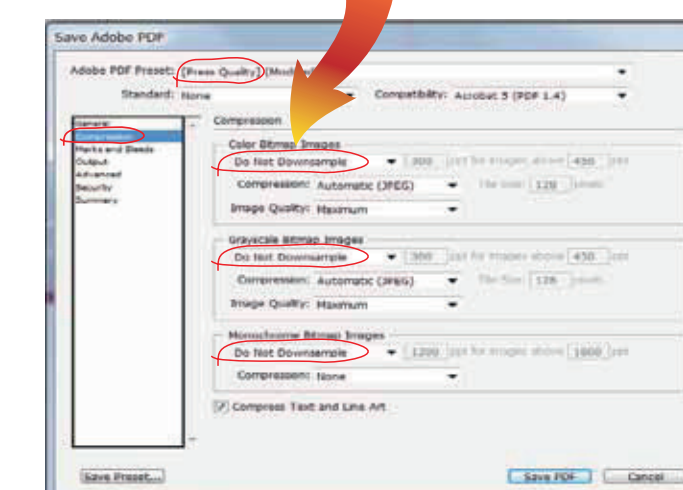 Save Adobe PDF
Adobe PDF Preset: [Press Quality]
Standard: None Compatibility: Acrobat 5 (PDF 1.4)
General
Compression
Marks and Bleeds
Output
Advanced
Security
Summary
Compression
Color Bitmap Images
Do Not Downsample 300 ppi for images above 450 ppi
Compression: Automatic (JPEG) Tile Size: 128 pixels
Image Quality: Maximum
Grayscale Bitmap Images
Do Not Downsample 300 ppi for images above 450 ppi
Compression: Automatic (JPEG) Tile Size: 128 pixels
Image Quality: Maximum
Monochrome Bitmap Images
Do Not Downsample 1200 ppi for images above 1800 ppi
Compression: None
Compress Text and Line Art
Save Preset... Save PDF Cancel